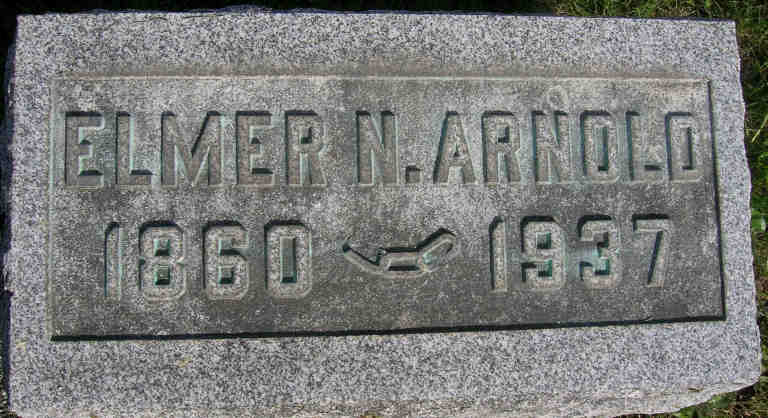 ELMER N. ARNOLD
1860 1937